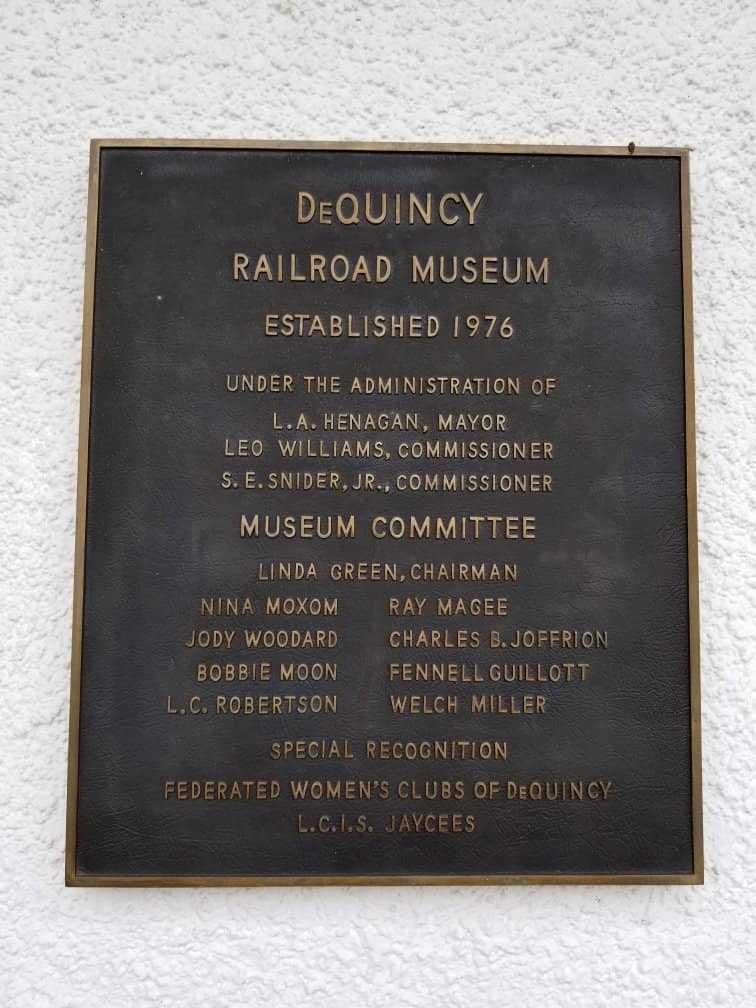 DeQUINCY
RAILROAD MUSEUM
ESTABLISHED 1976
UNDER THE ADMINISTRATION OF
L.A. HENAGAN, MAYOR
LEO WILLIAMS, COMMISSIONER
S.E. SNIDER, JR., COMMISSIONER
MUSEUM COMMITTEE
LINDA GREEN, CHAIRMAN
NINA MOXOM RAY MAGEE
JODY WOODARD CHARLES B. JOFFRION
BOBBIE MOON FENNELL GUILLOTT
L.C. ROBERTSON WELCH MILLER
SPECIAL RECOGNITION
FEDERATED WOMEN'S CLUBS OF DeQUINCY
L.C.I.S. JAYCEES